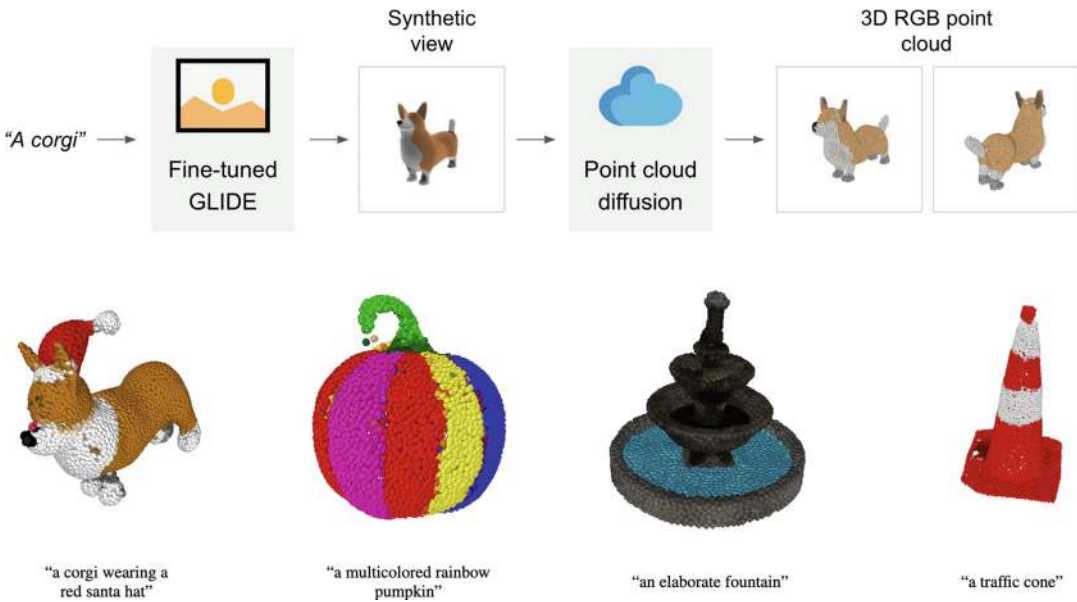 Synthetic
view
3D RGB point
cloud
“A corgi”
Fine-tuned
GLIDE
Point cloud
diffusion
“a corgi wearing a
red santa hat”
“a multicolored rainbow
pumpkin”
“an elaborate fountain”
“a traffic cone”